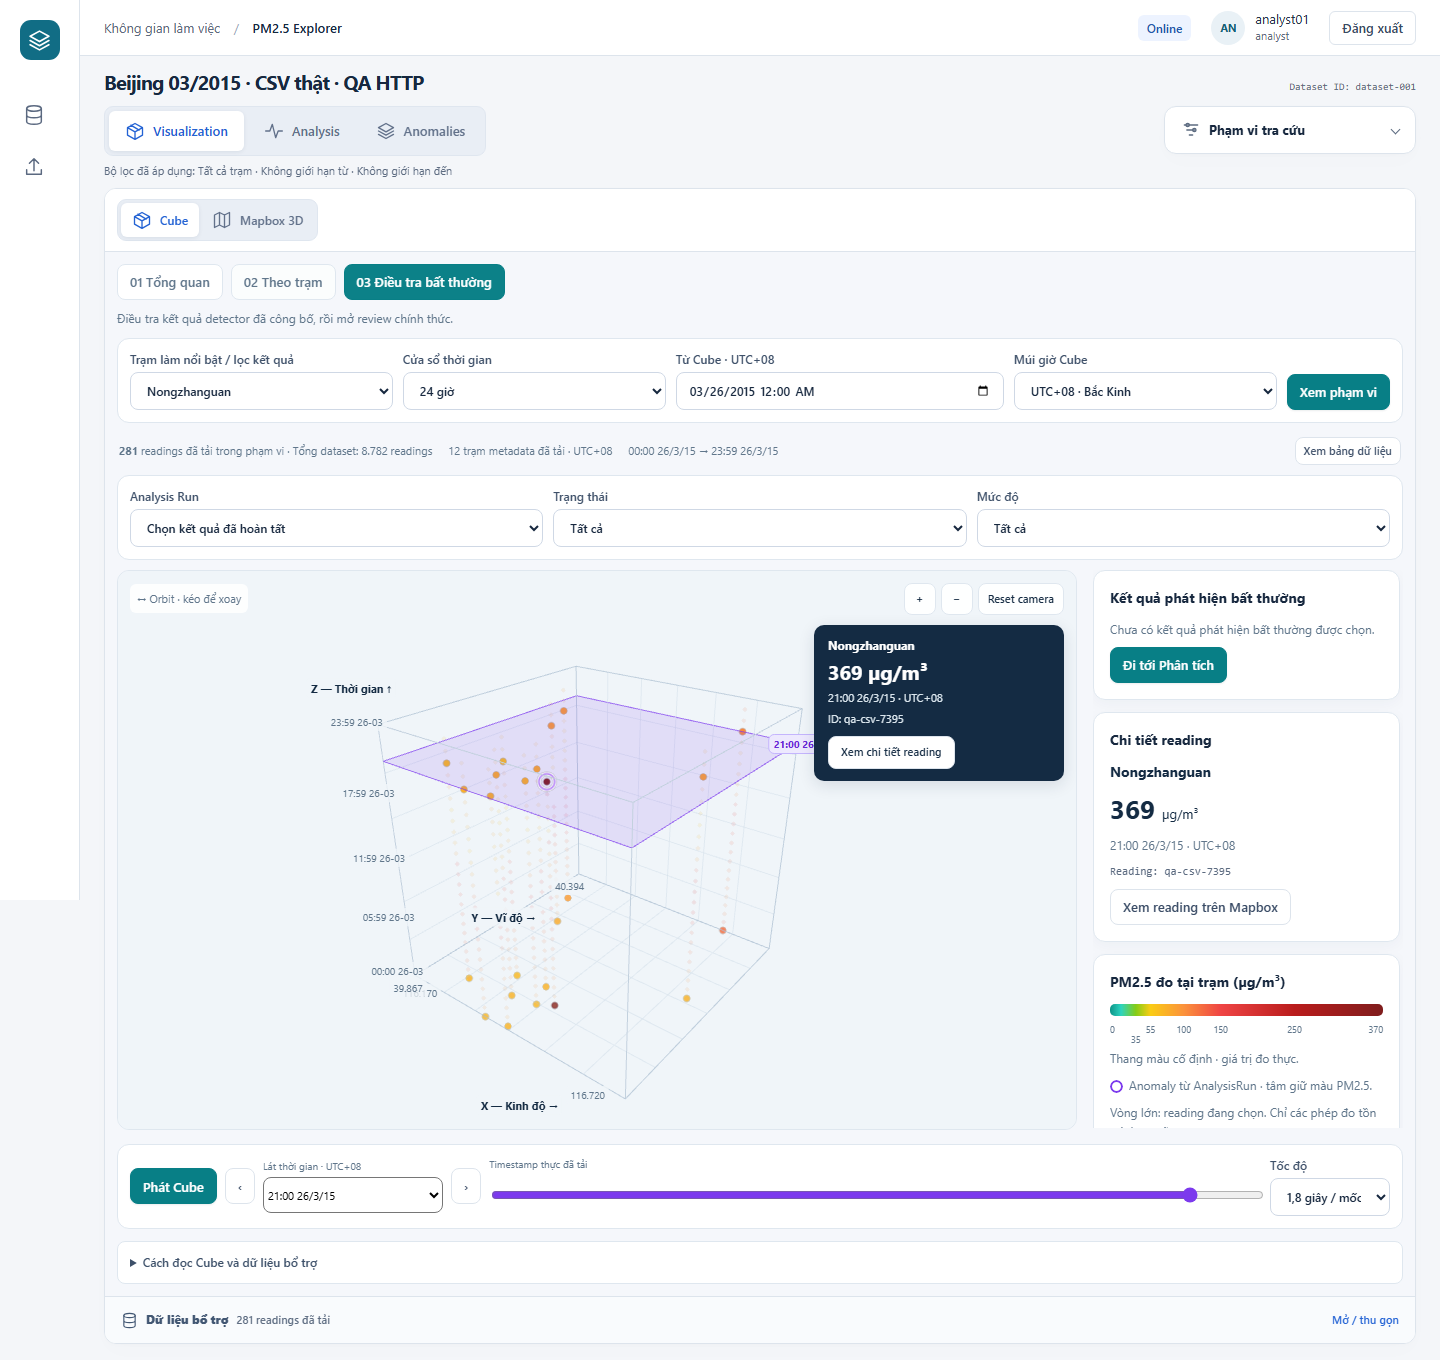 Không gian làm việc / PM2.5 Explorer
Online
AN
analyst01
analyst
Đăng xuất
Beijing 03/2015 · CSV thật · QA HTTP
Dataset ID: dataset-001
Visualization
Analysis
Anomalies
Phạm vi tra cứu
Bộ lọc đã áp dụng: Tất cả trạm · Không giới hạn từ · Không giới hạn đến
Cube
Mapbox 3D
01 Tổng quan
02 Theo trạm
03 Điều tra bất thường
Điều tra kết quả detector đã công bố, rồi mở review chính thức.
Trạm làm nổi bật / lọc kết quả
Cửa sổ thời gian
Từ Cube · UTC+08
Múi giờ Cube
Nongzhanguan
24 giờ
03/26/2015 12:00 AM
UTC+08 · Bắc Kinh
Xem phạm vi
281 readings đã tải trong phạm vi · Tổng dataset: 8.782 readings
12 trạm metadata đã tải · UTC+08
00:00 26/3/15 → 23:59 26/3/15
Xem bảng dữ liệu
Analysis Run
Trạng thái
Mức độ
Chọn kết quả đã hoàn tất
Tất cả
Tất cả
↔ Orbit · kéo để xoay
+
−
Reset camera
Nongzhanguan
369 µg/m³
21:00 26/3/15 · UTC+08
ID: qa-csv-7395
Xem chi tiết reading
Z — Thời gian ↑
23:59 26-03
21:00 26
17:59 26-03
11:59 26-03
40.394
05:59 26-03
Y — Vĩ độ →
00:00 26-03
39.867
70
116.720
X — Kinh độ →
Kết quả phát hiện bất thường
Chưa có kết quả phát hiện bất thường được chọn.
Đi tới Phân tích
Chi tiết reading
Nongzhanguan
369 µg/m³
21:00 26/3/15 · UTC+08
Reading: qa-csv-7395
Xem reading trên Mapbox
PM2.5 đo tại trạm (µg/m³)
0 35 55 100 150 250 370
Thang màu cố định · giá trị đo thực.
Anomaly từ AnalysisRun · tâm giữ màu PM2.5.
Vòng lớn: reading đang chọn. Chỉ các phép đo tồn
Phát Cube
‹
Lát thời gian · UTC+08
21:00 26/3/15
›
Timestamp thực đã tải
Tốc độ
1,8 giây / mốc
Cách đọc Cube và dữ liệu bổ trợ
Dữ liệu bổ trợ 281 readings đã tải
Mở / thu gọn